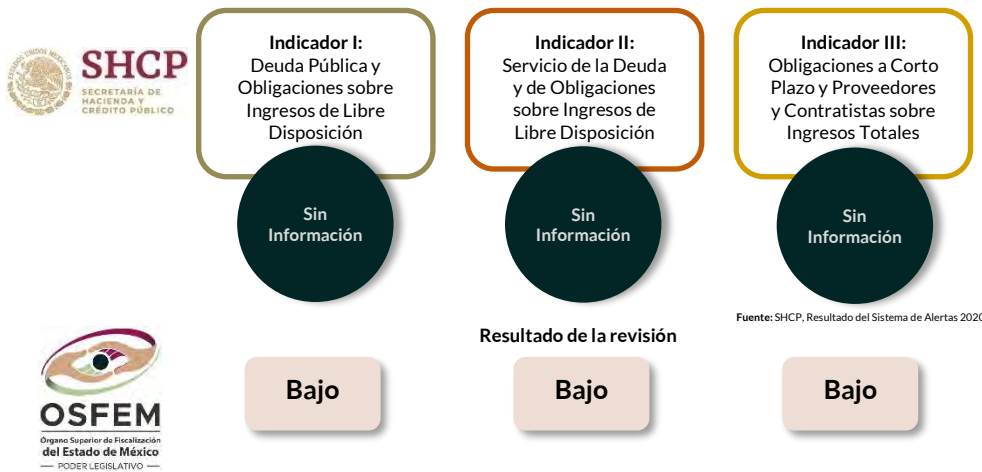 ESTADOS UNIDOS MEXICANOS
SHCP
SECRETARÍA DE
HACIENDA Y
CRÉDITO PÚBLICO
Indicador I:
Deuda Pública y
Obligaciones sobre
Ingresos de Libre
Disposición
Sin
Información
Indicador II:
Servicio de la Deuda
y de Obligaciones
sobre Ingresos de
Libre Disposición
Sin
Información
Indicador III:
Obligaciones a Corto
Plazo y Proveedores
y Contratistas sobre
Ingresos Totales
Sin
Información
Fuente: SHCP, Resultado del Sistema de Alertas 2020
Resultado de la revisión
OSFEM
Órgano Superior de Fiscalización
del Estado de México
PODER LEGISLATIVO
Bajo
Bajo
Bajo